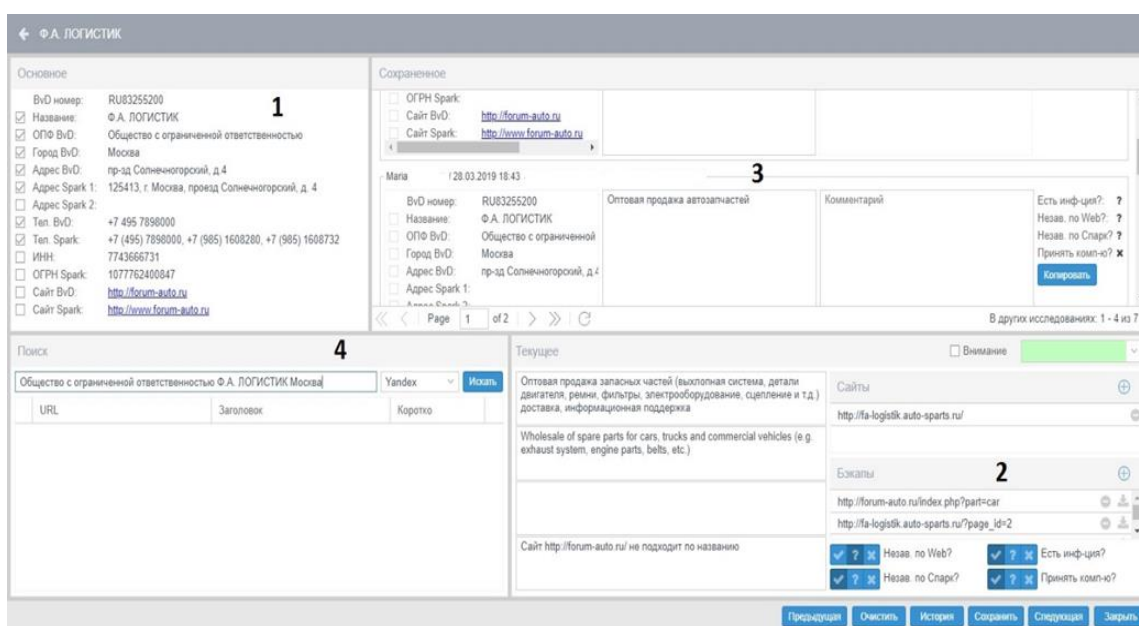 Ф.А. ЛОГИСТИК
Основное
1
BvD номер: RU83255200
Название: Ф.А. ЛОГИСТИК
ОПФ BvD: Общество с ограниченной ответственностью
Город BvD: Москва
Адрес BvD: пр-зд Солнечногорский, д.4
Адрес Spark 1: 125413, г. Москва, проезд Солнечногорский, д. 4
Адрес Spark 2:
Тел. BvD: +7 495 7898000
Тел. Spark: +7 (495) 7898000, +7 (985) 1608280, +7 (985) 1608732
ИНН: 7743666731
ОГРН Spark: 1077762400847
Сайт BvD: http://forum-auto.ru
Сайт Spark: http://www.forum-auto.ru
Сохраненное
ОГРН Spark:
Сайт BvD: http://forum-auto.ru
Сайт Spark: http://www.forum-auto.ru
3
Maria / 28.03.2019 18:43
BvD номер: RU83255200
Название: Ф.А. ЛОГИСТИК
ОПФ BvD: Общество с ограниченной
Город BvD: Москва
Адрес BvD: пр-зд Солнечногорский, д.4
Адрес Spark 1:
Адрес Spark 2:
Оптовая продажа автозапчастей
Комментарий
Есть инф-ция?: ?
Незав. по Web?: ?
Незав. по Спарк? ?
Принять комп-ю? x
Копировать
Page 1 of 2
В других исследованиях: 1 - 4 из 7
Поиск
4
Общество с ограниченной ответственностью Ф.А. ЛОГИСТИК Москва Yandex Искать
URL Заголовок Коротко
Текущее
Внимание
Оптовая продажа запасных частей (выхлопная система, детали
двигателя, ремни, фильтры, электрооборудование, сцепление и т.д.)
доставка, информационная поддержка
Wholesale of spare parts for cars, trucks and commercial vehicles (e.g.
exhaust system, engine parts, belts, etc.)
Сайт http://forum-auto.ru/ не подходит по названию
Сайты
http://fa-logistik.auto-sparts.ru/
Бэкапы
2
http://forum-auto.ru/index.php?part=car
http://fa-logistik.auto-sparts.ru/?page_id=2
? Незав. по Web? ? Есть инф-ция?
? Незав. по Спарк? ? Принять комп-ю?
Предыдущая Очистить История Сохранить Следующая Закрыть